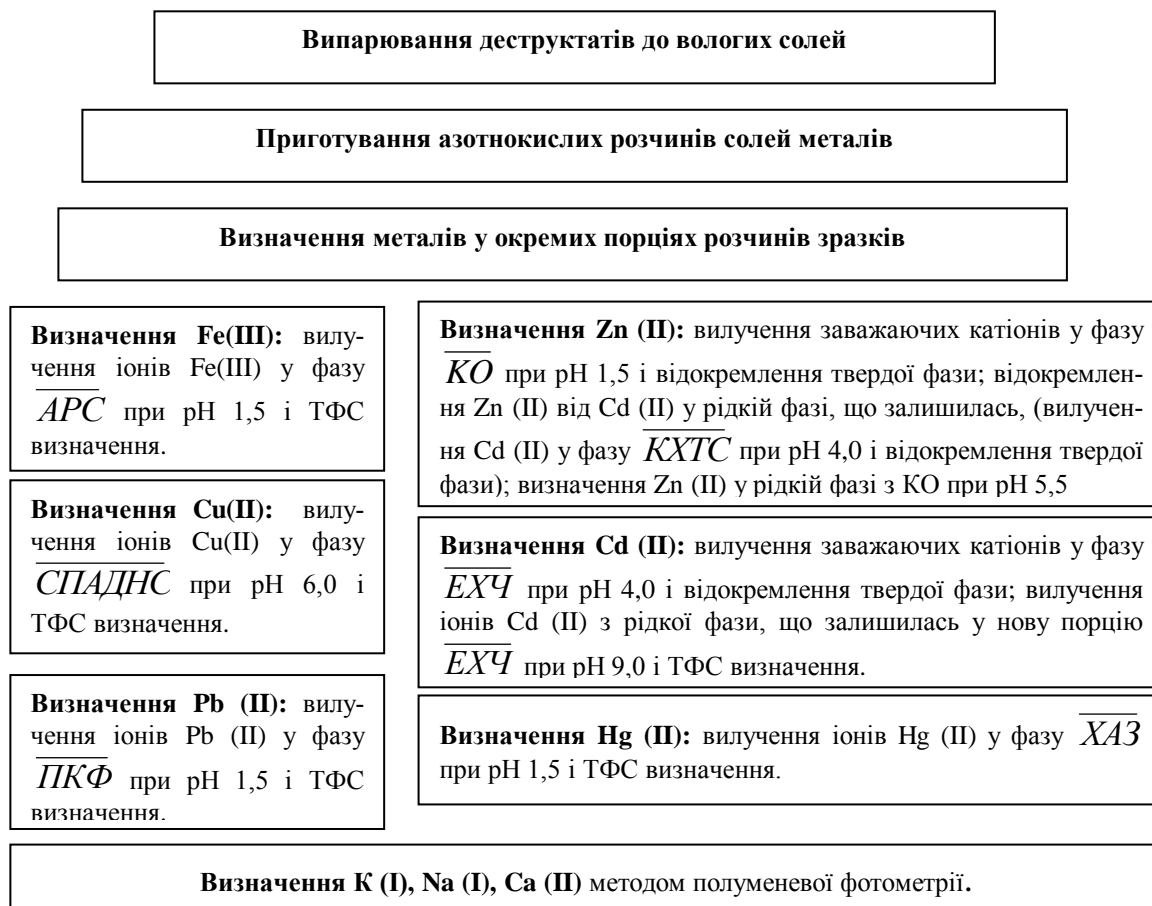 Випарювання деструктатів до вологих солей
Приготування азотнокислих розчинів солей металів
Визначення металів у окремих порціях розчинів зразків
Визначення Fe(III): вилу-
чення іонів Fe(III) у фазу
АРС при рН 1,5 і ТФС
визначення.
Визначення Cu(II): вилу-
чення іонів Cu(II) у фазу
СПАДНС при рН 6,0 і
ТФС визначення.
Визначення Pb (II): вилу-
чення іонів Pb (II) у фазу
ПКФ при рН 1,5 і ТФС
визначення.
Визначення Zn (II): вилучення заважаючих катіонів у фазу
КО при рН 1,5 і відокремлення твердої фази; відокремлен-
ня Zn (II) від Cd (II) у рідкій фазі, що залишилась, (вилучен-
ня Cd (II) у фазу КХТС при рН 4,0 і відокремлення твердої
фази); визначення Zn (II) у рідкій фазі з КО при рН 5,5
Визначення Cd (II): вилучення заважаючих катіонів у фазу
ЕХЧ при рН 4,0 і відокремлення твердої фази; вилучення
іонів Cd (II) з рідкої фази, що залишилась у нову порцію
ЕХЧ при рН 9,0 і ТФС визначення.
Визначення Hg (II): вилучення іонів Hg (II) у фазу ХАЗ
при рН 1,5 і ТФС визначення.
Визначення K (I), Na (I), Ca (II) методом полуменевої фотометрії.